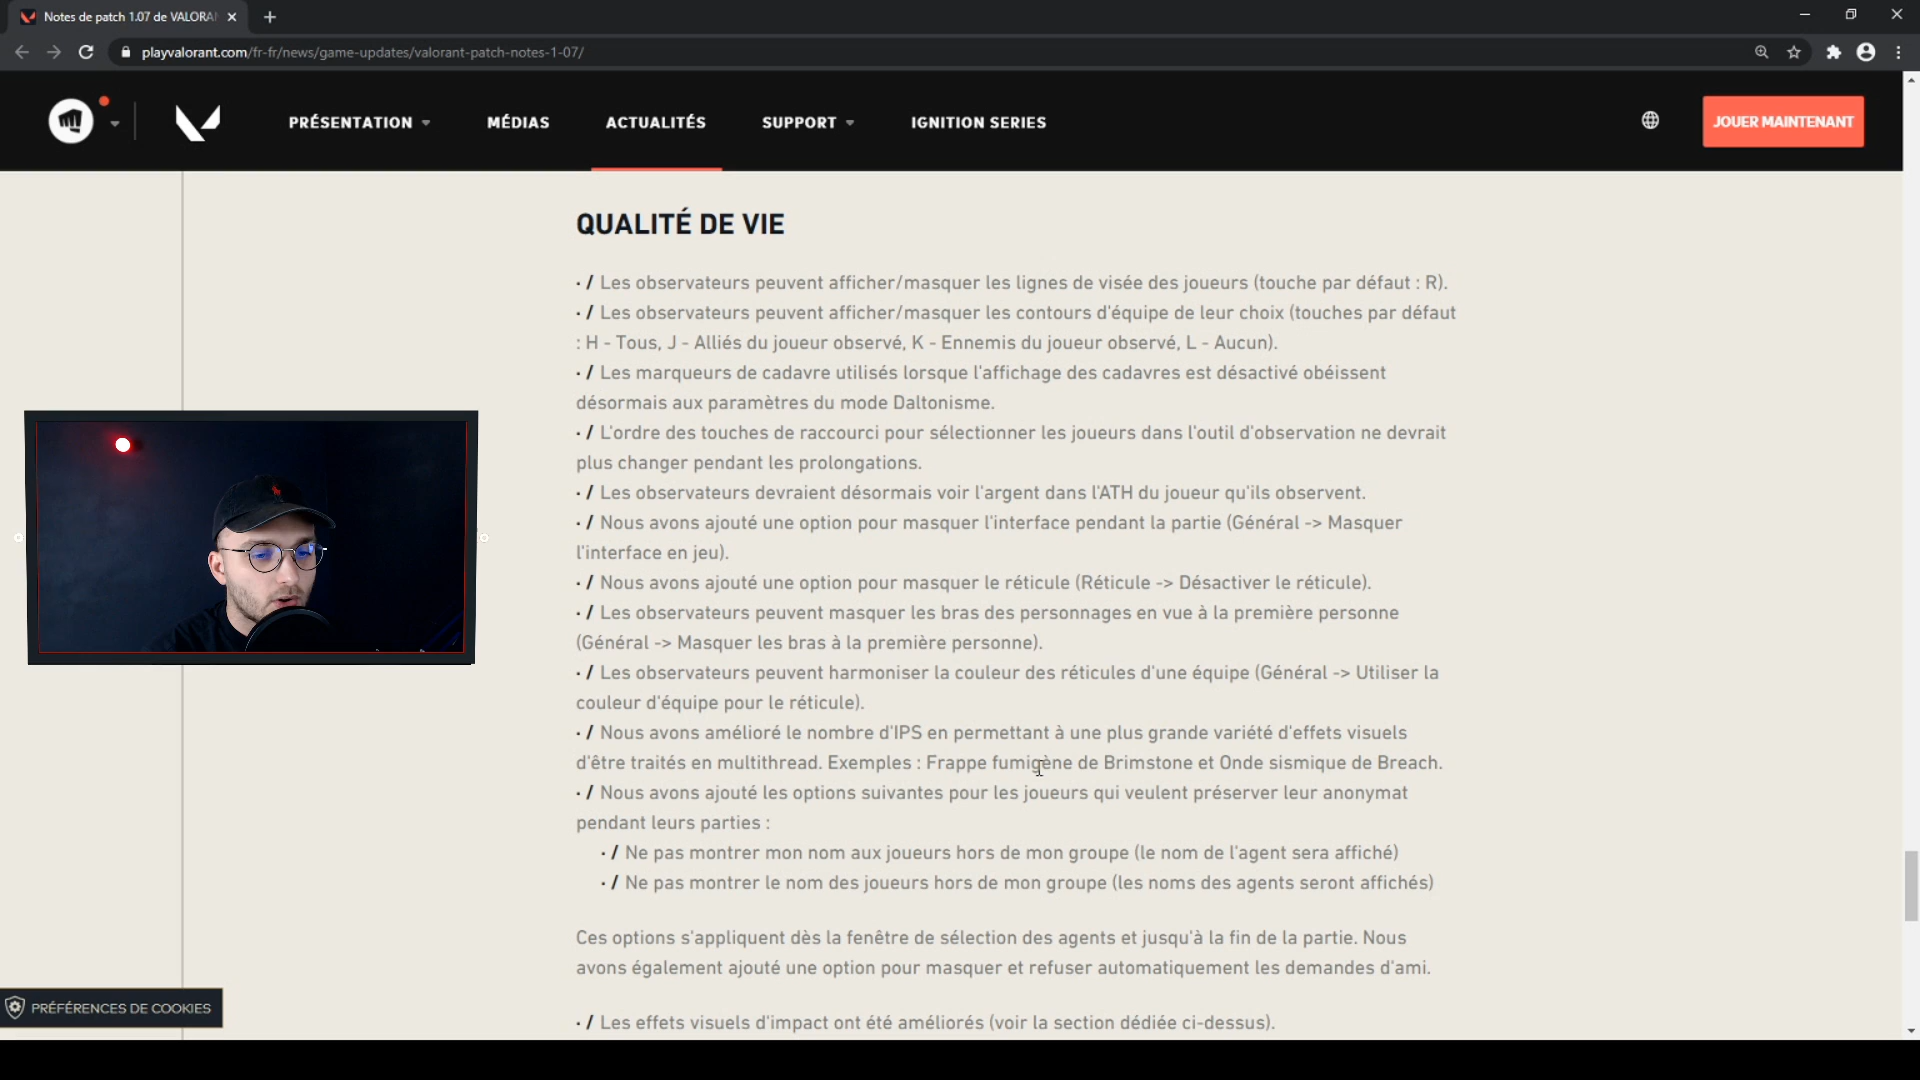 Notes de patch 1.07 de VALORAN
playvalorant.com/fr-fr/news/game-updates/valorant-patch-notes-1-07/
PRÉSENTATION
MÉDIAS
ACTUALITÉS
SUPPORT
IGNITION SERIES
JOUER MAINTENANT
QUALITÉ DE VIE
· / Les observateurs peuvent afficher/masquer les lignes de visée des joueurs (touche par défaut : R).
· / Les observateurs peuvent afficher/masquer les contours d'équipe de leur choix (touches par défaut
: H - Tous, J - Alliés du joueur observé, K - Ennemis du joueur observé, L - Aucun).
· / Les marqueurs de cadavre utilisés lorsque l'affichage des cadavres est désactivé obéissent
désormais aux paramètres du mode Daltonisme.
· / L'ordre des touches de raccourci pour sélectionner les joueurs dans l'outil d'observation ne devrait
plus changer pendant les prolongations.
· / Les observateurs devraient désormais voir l'argent dans l'ATH du joueur qu'ils observent.
· / Nous avons ajouté une option pour masquer l'interface pendant la partie (Général -> Masquer
l'interface en jeu).
· / Nous avons ajouté une option pour masquer le réticule (Réticule -> Désactiver le réticule).
· / Les observateurs peuvent masquer les bras des personnages en vue à la première personne
(Général -> Masquer les bras à la première personne).
· / Les observateurs peuvent harmoniser la couleur des réticules d'une équipe (Général -> Utiliser la
couleur d'équipe pour le réticule).
· / Nous avons amélioré le nombre d'IPS en permettant à une plus grande variété d'effets visuels
d'être traités en multithread. Exemples : Frappe fumigène de Brimstone et Onde sismique de Breach.
· / Nous avons ajouté les options suivantes pour les joueurs qui veulent préserver leur anonymat
pendant leurs parties :
· / Ne pas montrer mon nom aux joueurs hors de mon groupe (le nom de l'agent sera affiché)
· / Ne pas montrer le nom des joueurs hors de mon groupe (les noms des agents seront affichés)
Ces options s'appliquent dès la fenêtre de sélection des agents et jusqu'à la fin de la partie. Nous
avons également ajouté une option pour masquer et refuser automatiquement les demandes d'ami.
PRÉFÉRENCES DE COOKIES
· / Les effets visuels d'impact ont été améliorés (voir la section dédiée ci-dessus).